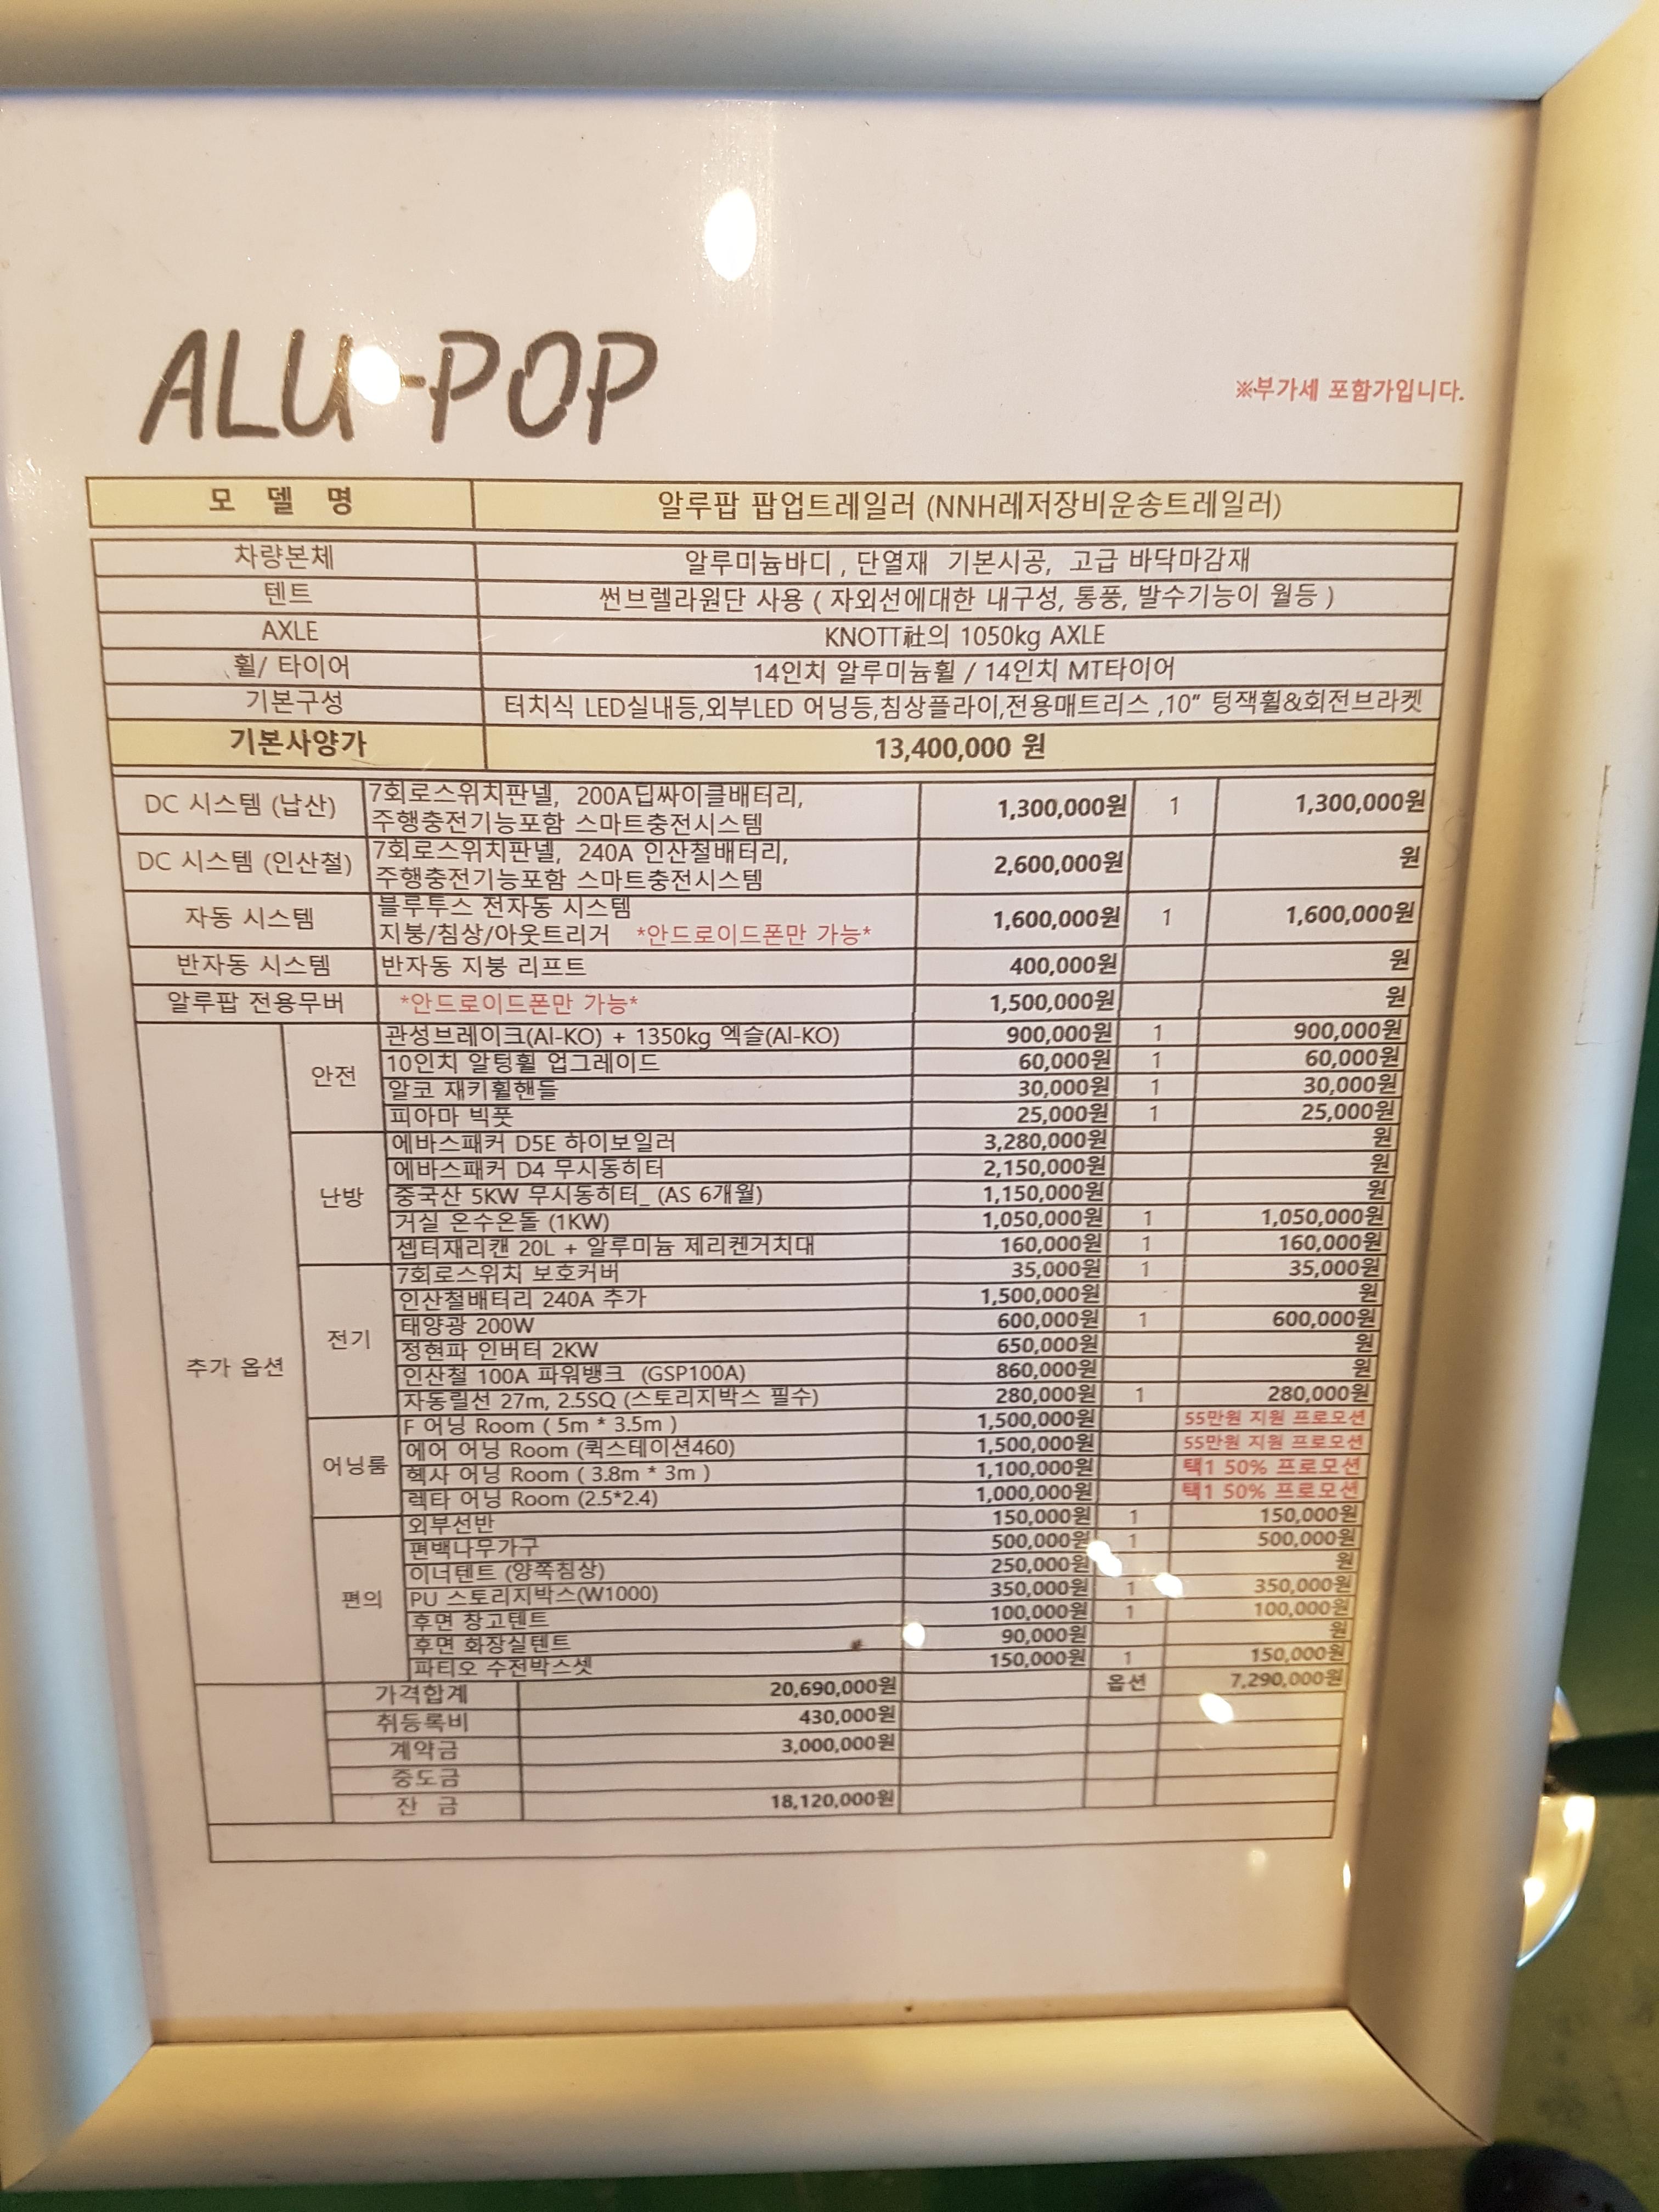 ALU-POP
※부가세 포함가입니다.
모 델 명 알루팝 팝업트레일러 (NNH레저장비운송트레일러)
차량본체 알루미늄바디 , 단열재 기본시공, 고급 바닥마감재
텐트 썬브렐라원단 사용 ( 자외선에대한 내구성, 통풍, 발수기능이 월등 )
AXLE KNOTT社의 1050kg AXLE
휠/ 타이어 14인치 알루미늄휠 / 14인치 MT타이어
기본구성 터치식 LED실내등,외부LED 어닝등,침상플라이,전용매트리스 ,10" 텅잭휠&회전브라켓
기본사양가 13,400,000 원
DC 시스템 (납산) 7회로스위치판넬, 200A딥싸이클배터리, 1,300,000원 1 1,300,000원
주행충전기능포함 스마트충전시스템
DC 시스템 (인산철) 7회로스위치판넬, 240A 인산철배터리, 2,600,000원 원
주행충전기능포함 스마트충전시스템
자동 시스템 블루투스 전자동 시스템 1,600,000원 1 1,600,000원
지붕/침상/아웃트리거 *안드로이드폰만 가능*
반자동 시스템 반자동 지붕 리프트 400,000원 원
알루팝 전용무버 *안드로이드폰만 가능* 1,500,000원 원
추가 옵션
안전
관성브레이크(Al-KO) + 1350kg 엑슬(Al-KO) 900,000원 1 900,000원
10인치 알텅휠 업그레이드 60,000원 1 60,000원
알코 재키휠핸들 30,000원 1 30,000원
피아마 빅풋 25,000원 1 25,000원
난방
에바스패커 D5E 하이보일러 3,280,000원 원
에바스패커 D4 무시동히터 2,150,000원 원
중국산 5KW 무시동히터_ (AS 6개월) 1,150,000원 원
거실 온수온돌 (1KW) 1,050,000원 1 1,050,000원
셉터재리캔 20L + 알루미늄 제리켄거치대 160,000원 1 160,000원
전기
7회로스위치 보호커버 35,000원 1 35,000원
인산철배터리 240A 추가 1,500,000원 원
태양광 200W 600,000원 1 600,000원
정현파 인버터 2KW 650,000원 원
인산철 100A 파워뱅크 (GSP100A) 860,000원 원
자동릴선 27m, 2.5SQ (스토리지박스 필수) 280,000원 1 280,000원
어닝룸
F 어닝 Room ( 5m * 3.5m ) 1,500,000원 55만원 지원 프로모션
에어 어닝 Room (퀵스테이션460) 1,500,000원 55만원 지원 프로모션
헥사 어닝 Room ( 3.8m * 3m ) 1,100,000원 택1 50% 프로모션
렉타 어닝 Room (2.5*2.4) 1,000,000원 택1 50% 프로모션
편의
외부선반 150,000원 1 150,000원
편백나무가구 500,000원 1 500,000원
이너텐트 (양쪽침상) 250,000원 원
PU 스토리지박스(W1000) 350,000원 1 350,000원
후면 창고텐트 100,000원 1 100,000원
후면 화장실텐트 90,000원 원
파티오 수전박스셋 150,000원 1 150,000원
가격합계 20,690,000원 옵션 7,290,000원
취등록비 430,000원
계약금 3,000,000원
중도금
잔 금 18,120,000원